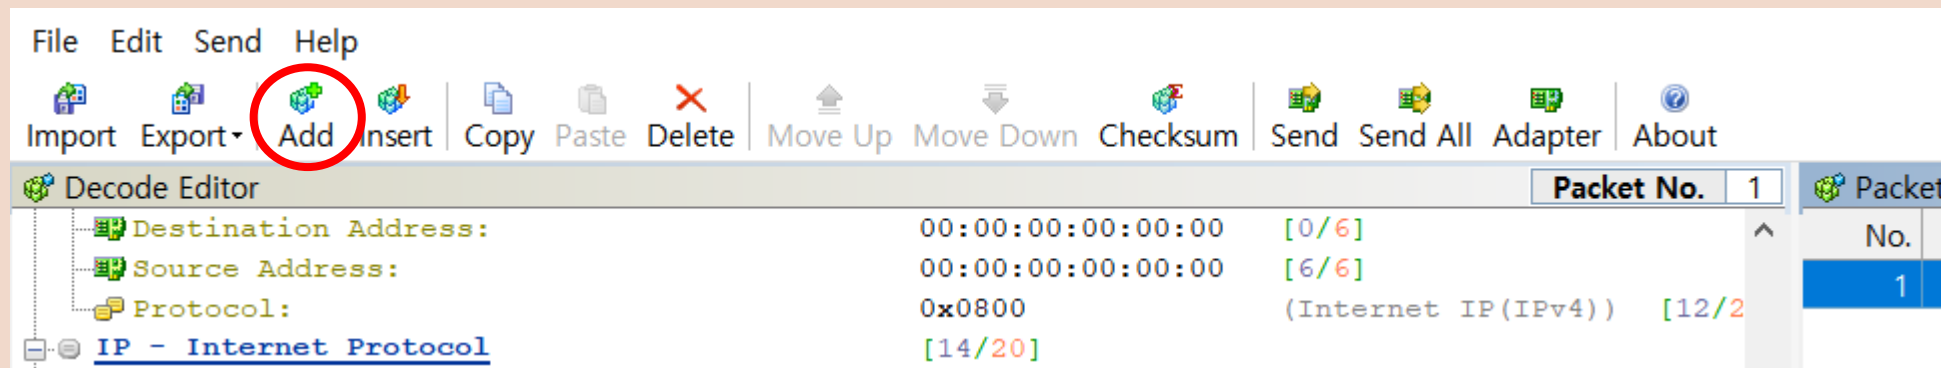 File Edit Send Help
Import Export Add Insert Copy Paste Delete Move Up Move Down Checksum Send Send All Adapter About
Decode Editor Packet No. 1 Packet
Destination Address: 00:00:00:00:00:00 [0/6] No.
Source Address: 00:00:00:00:00:00 [6/6] 1
Protocol: 0x0800 (Internet IP(IPv4)) [12/2
IP - Internet Protocol [14/20]